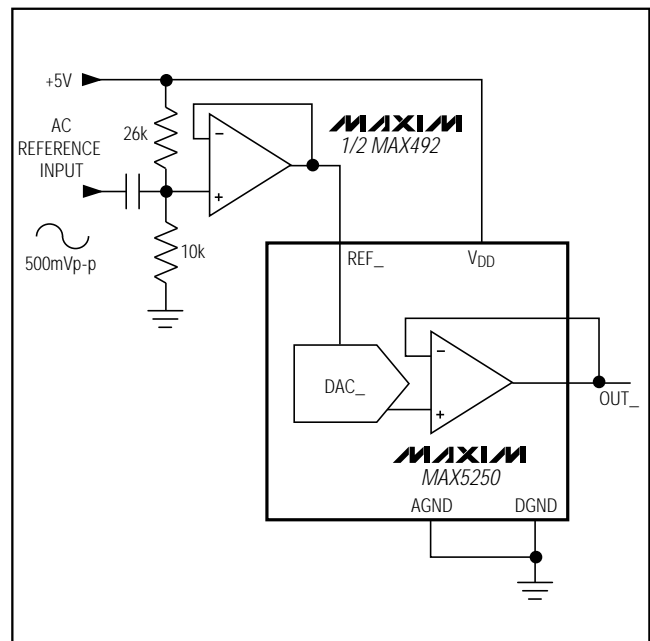 +5V
AC
REFERENCE
INPUT
500mVp-p
26k
10k
−
+
MAXIM
1/2 MAX492
REF_
VDD
DAC_
−
+
OUT_
MAXIM
MAX5250
AGND
DGND